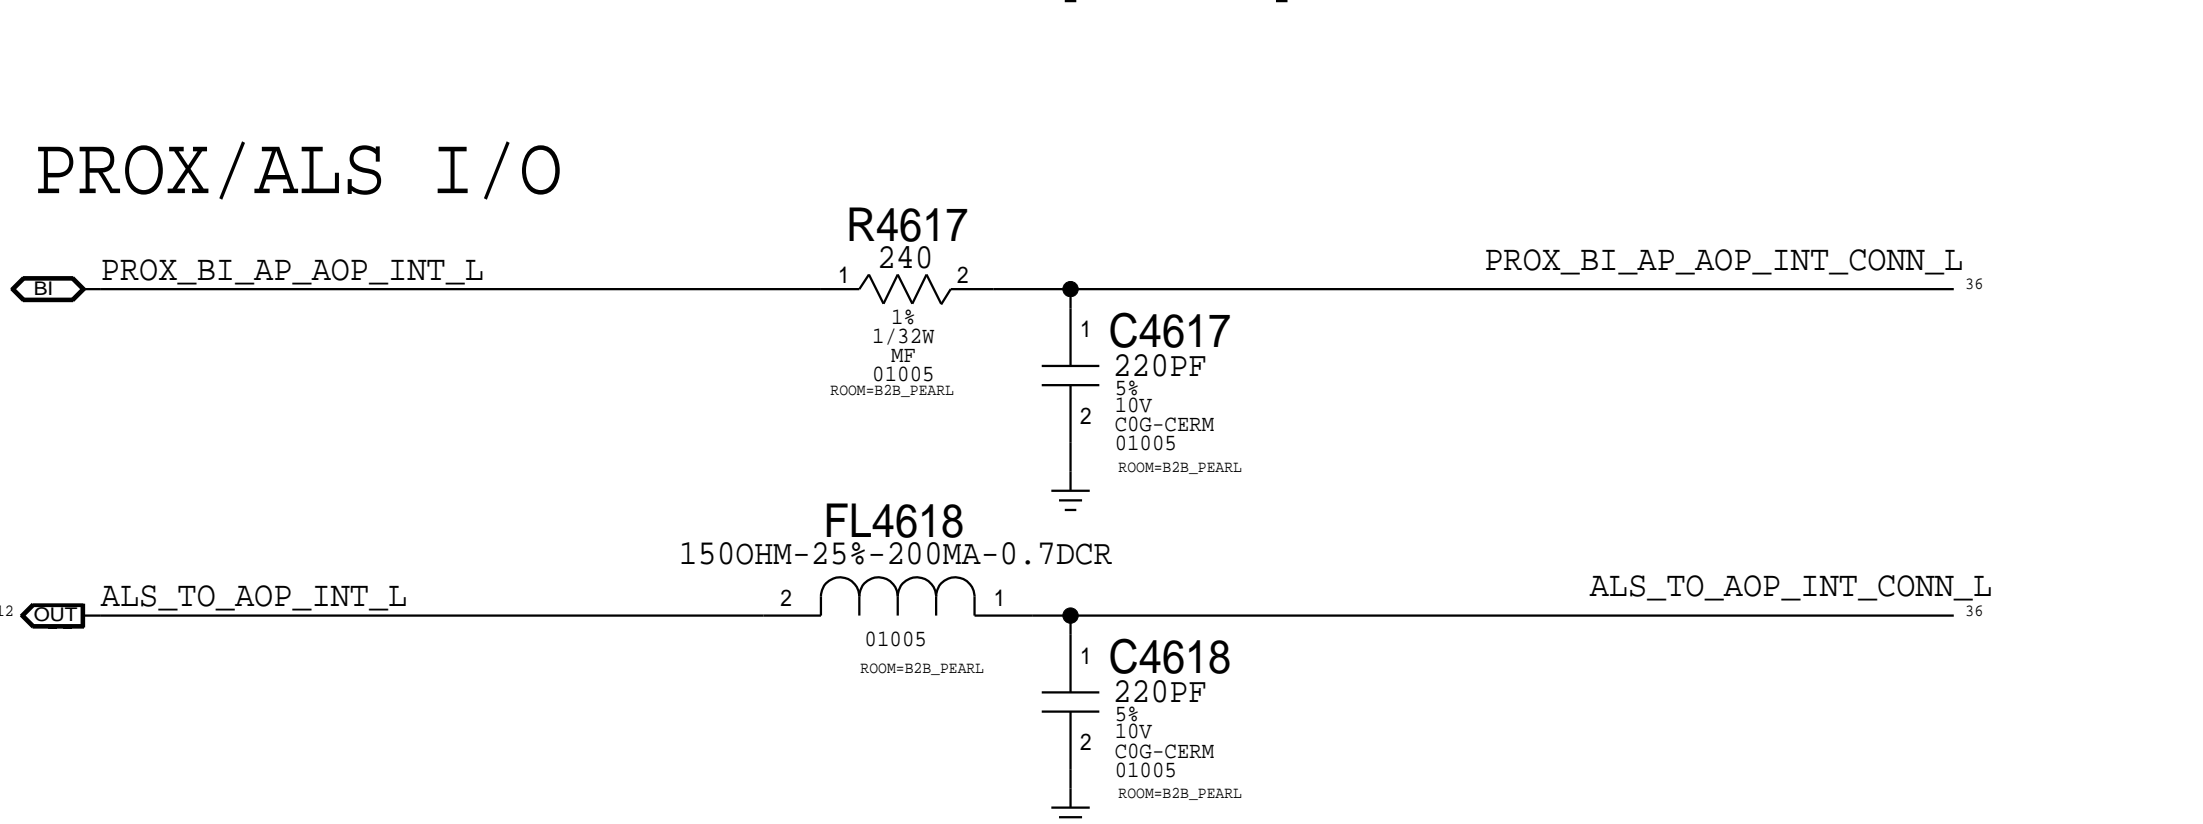 PROX/ALS I/O
R4617
240
PROX_BI_AP_AOP_INT_L
1
2
PROX_BI_AP_AOP_INT_CONN_L
BI
36
1%
1/32W
MF
01005
ROOM=B2B_PEARL
1
C4617
220PF
5%
10V
2
C0G-CERM
01005
ROOM=B2B_PEARL
FL4618
150OHM-25%-200MA-0.7DCR
ALS_TO_AOP_INT_L
2
1
ALS_TO_AOP_INT_CONN_L
12
OUT
36
01005
ROOM=B2B_PEARL
1
C4618
220PF
5%
10V
2
C0G-CERM
01005
ROOM=B2B_PEARL